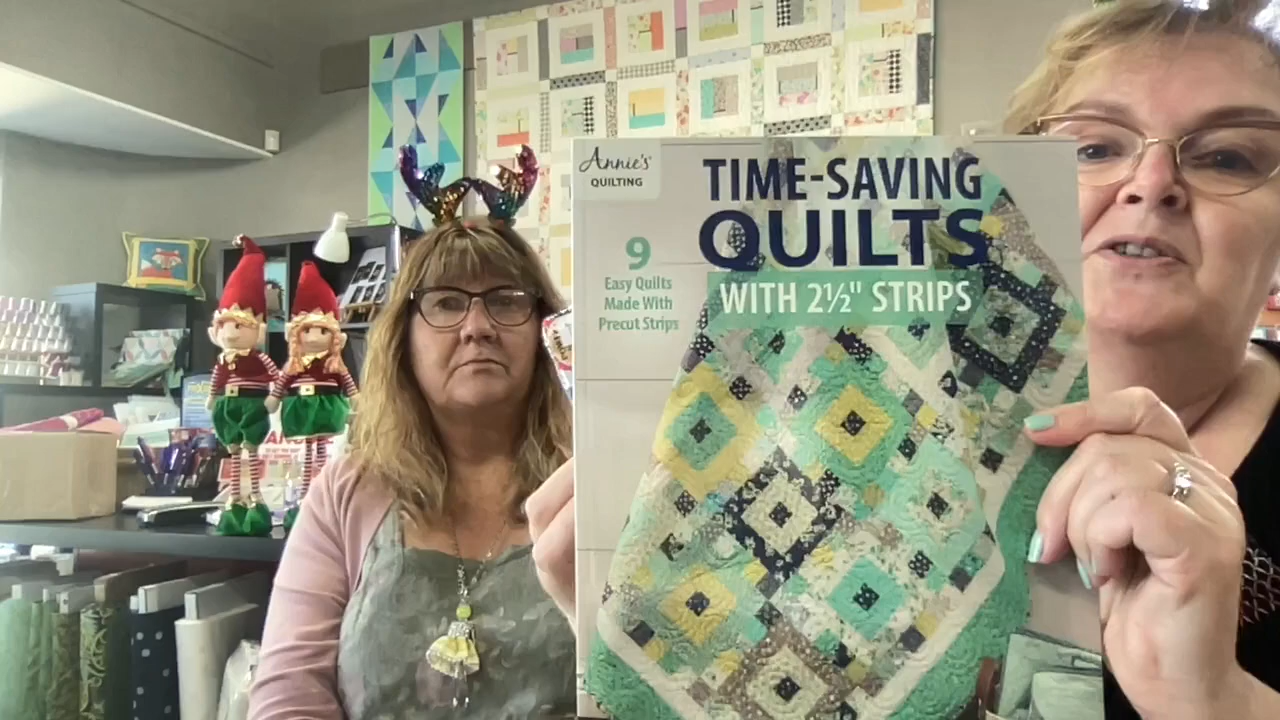 Annie's
QUILTING
TIME-SAVING
QUILTS
WITH 2½" STRIPS
9
Easy Quilts
Made With
Precut Strips